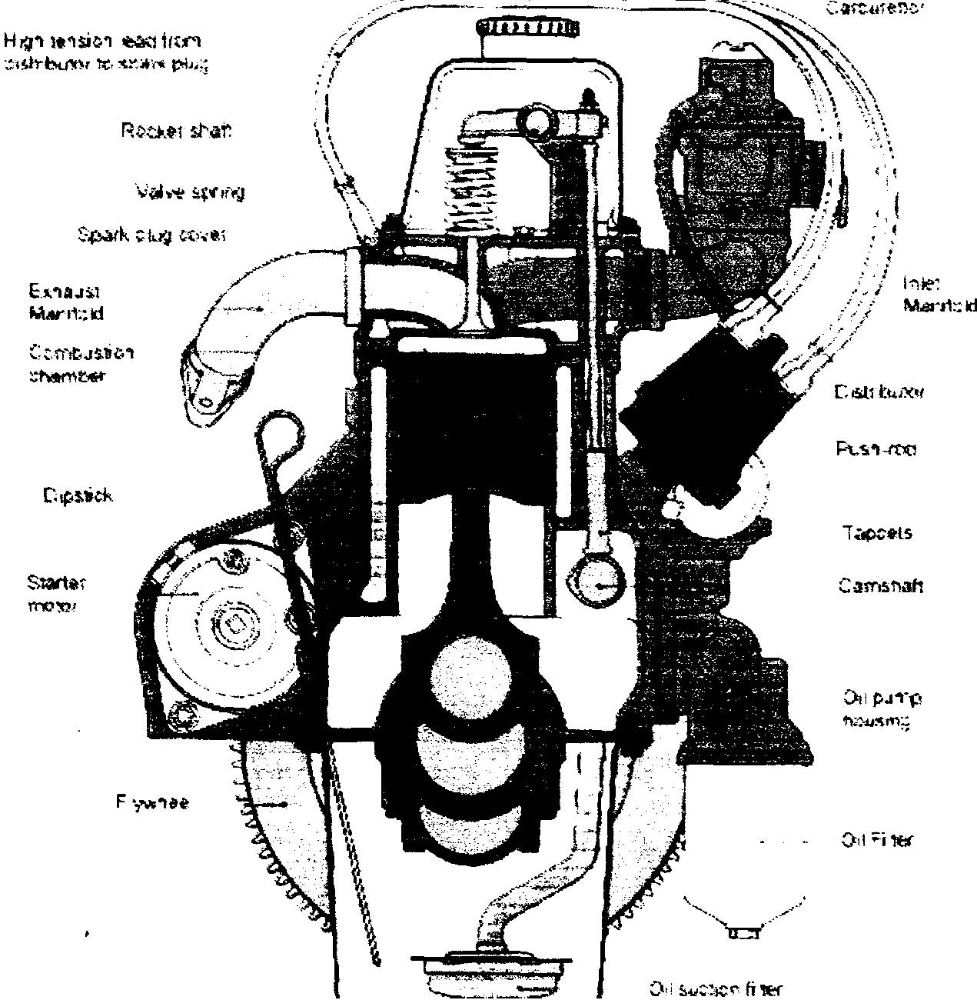 Carburettor
High tension lead from
distributor to spark plug
Rocker shaft
Valve spring
Spark plug cover
Exhaust
Manifold
Inlet
Manifold
Combustion
chamber
Distributor
Push-rod
Dipstick
Tappets
Starter
motor
Camshaft
Oil pump
housing
Flywheel
Oil Filter
Oil suction filter